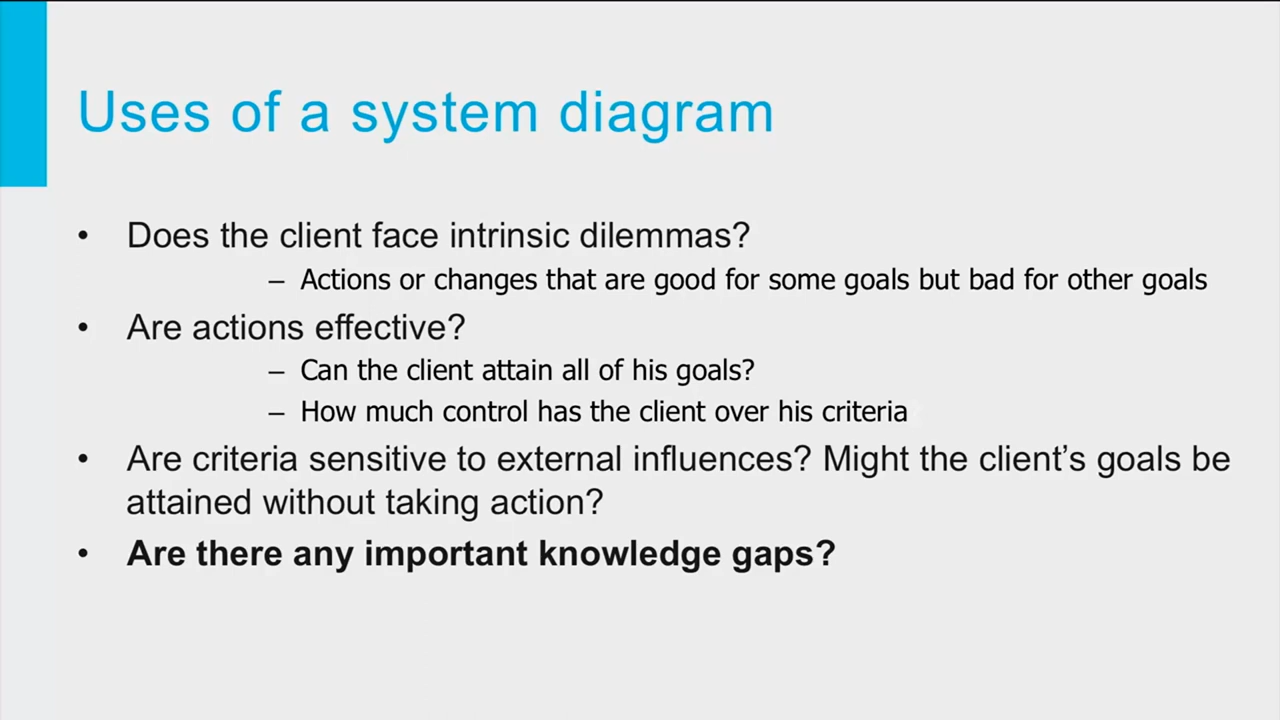 Uses of a system diagram
• Does the client face intrinsic dilemmas?
– Actions or changes that are good for some goals but bad for other goals
• Are actions effective?
– Can the client attain all of his goals?
– How much control has the client over his criteria
• Are criteria sensitive to external influences? Might the client’s goals be
attained without taking action?
• Are there any important knowledge gaps?